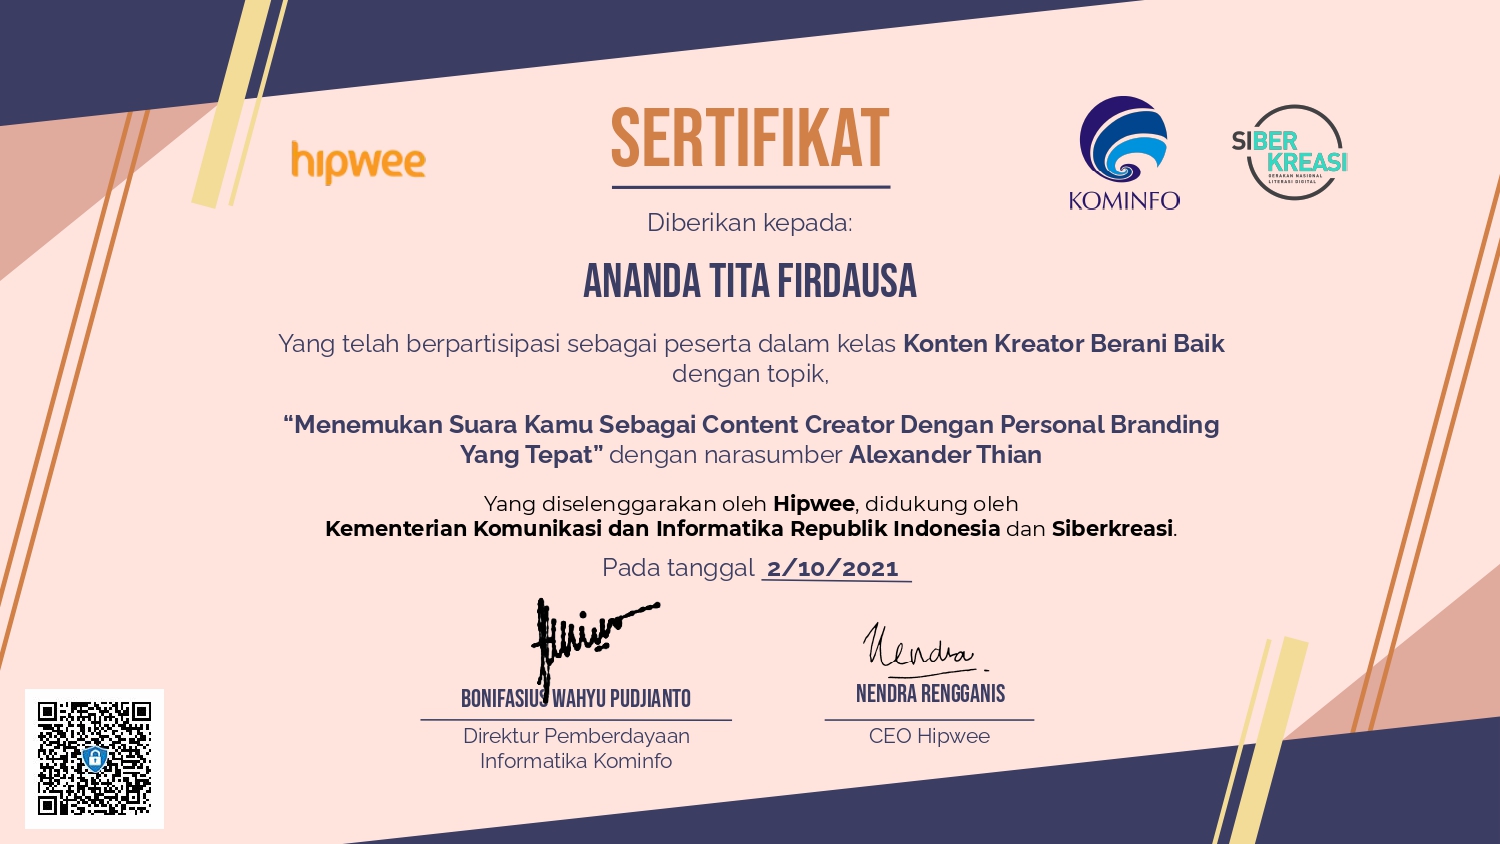 hipwee
SERTIFIKAT
KOMINFO
SIBER
KREASI
GERAKAN NASIONAL
LITERASI DIGITAL
Diberikan kepada:
ANANDA TITA FIRDAUSA
Yang telah berpartisipasi sebagai peserta dalam kelas Konten Kreator Berani Baik
dengan topik,
“Menemukan Suara Kamu Sebagai Content Creator Dengan Personal Branding
Yang Tepat” dengan narasumber Alexander Thian
Yang diselenggarakan oleh Hipwee, didukung oleh
Kementerian Komunikasi dan Informatika Republik Indonesia dan Siberkreasi.
Pada tanggal 2/10/2021
Nendra
BONIFASIUS WAHYU PUDJIANTO
NENDRA RENGGANIS
Direktur Pemberdayaan
Informatika Kominfo
CEO Hipwee